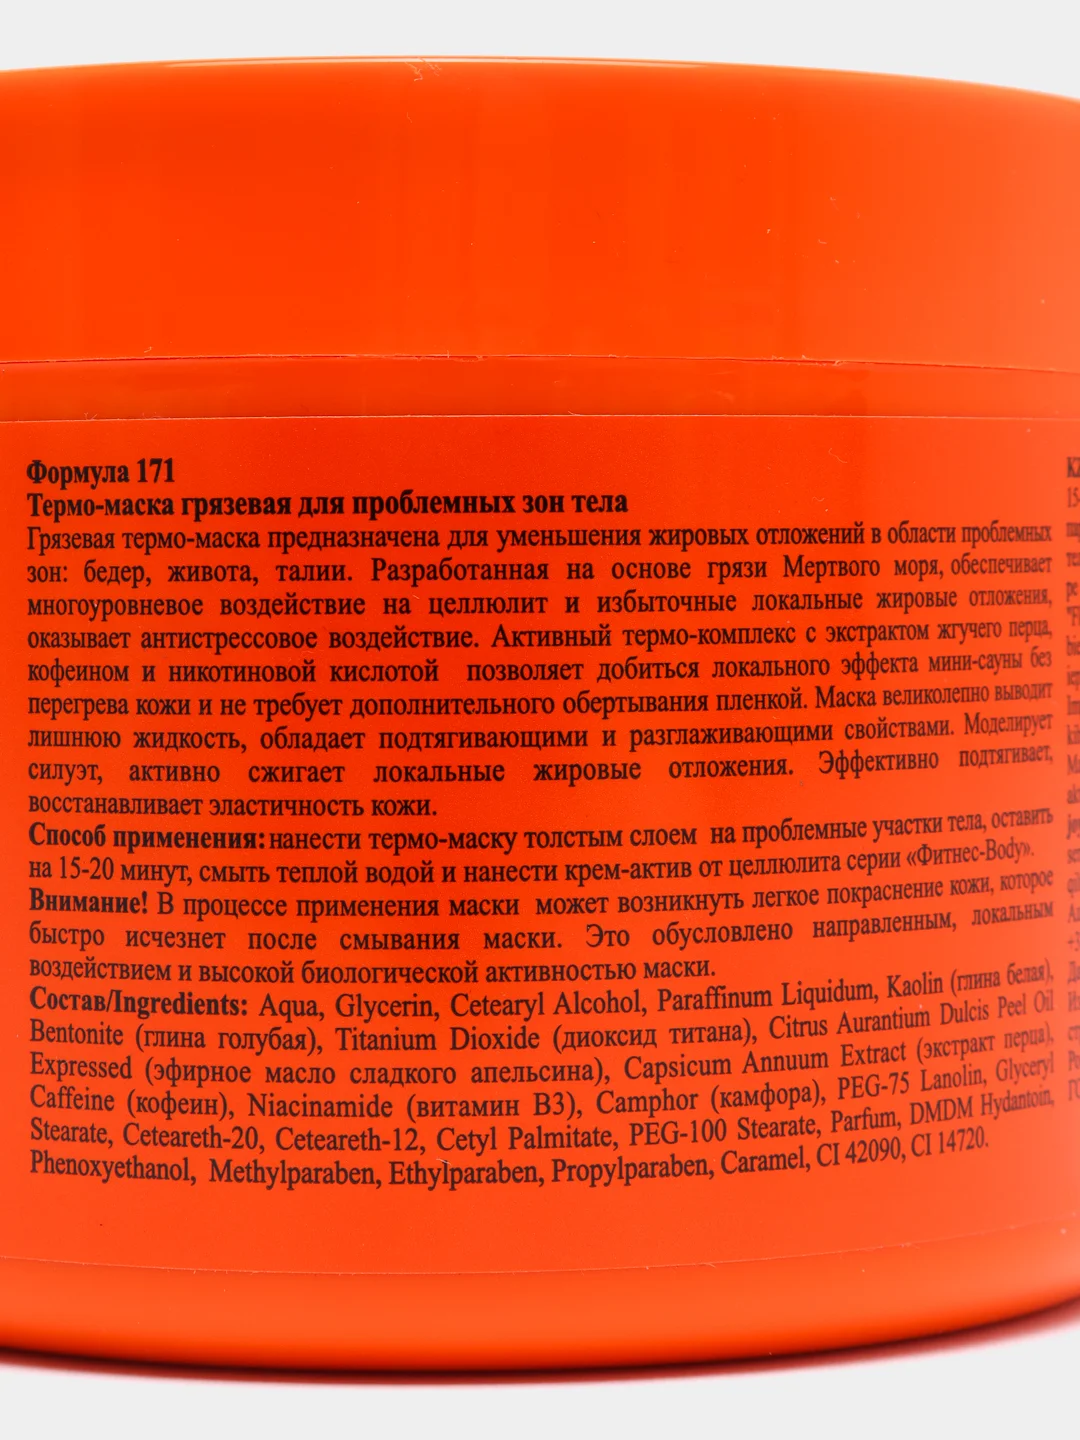 Формула 171
Термо-маска грязевая для проблемных зон тела
Грязевая термо-маска предназначена для уменьшения жировых отложений в области проблемных
зон: бедер, живота, талии. Разработанная на основе грязи Мертвого моря, обеспечивает
многоуровневое воздействие на целлюлит и избыточные локальные жировые отложения,
оказывает антистрессовое воздействие. Активный термо-комплекс с экстрактом жгучего перца,
кофеином и никотиновой кислотой позволяет добиться локального эффекта мини-сауны без
перегрева кожи и не требует дополнительного обертывания пленкой. Маска великолепно выводит
лишнюю жидкость, обладает подтягивающими и разглаживающими свойствами. Моделирует
силуэт, активно сжигает локальные жировые отложения. Эффективно подтягивает,
восстанавливает эластичность кожи.
Способ применения: нанести термо-маску толстым слоем на проблемные участки тела, оставить
на 15-20 минут, смыть теплой водой и нанести крем-актив от целлюлита серии «Фитнес-Body».
Внимание! В процессе применения маски может возникнуть легкое покраснение кожи, которое
быстро исчезнет после смывания маски. Это обусловлено направленным, локальным
воздействием и высокой биологической активностью маски.
Состав/Ingredients: Aqua, Glycerin, Cetearyl Alcohol, Paraffinum Liquidum, Kaolin (глина белая),
Bentonite (глина голубая), Titanium Dioxide (диоксид титана), Citrus Aurantium Dulcis Peel Oil
Expressed (эфирное масло сладкого апельсина), Capsicum Annuum Extract (экстракт перца),
Caffeine (кофеин), Niacinamide (витамин B3), Camphor (камфора), PEG-75 Lanolin, Glyceryl
Stearate, Ceteareth-20, Ceteareth-12, Cetyl Palmitate, PEG-100 Stearate, Parfum, DMDM Hydantoin,
Phenoxyethanol, Methylparaben, Ethylparaben, Propylparaben, Caramel, CI 42090, CI 14720.